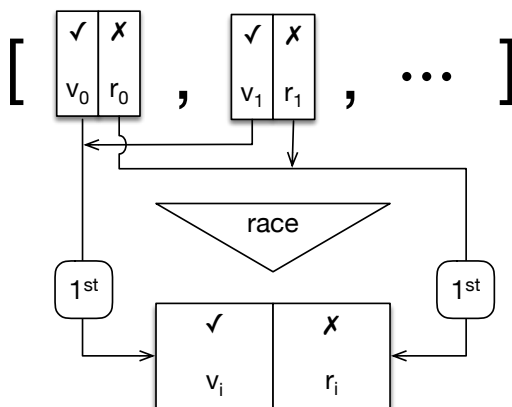 [ ✓ ✗ , ✓ ✗ , ... ]
v₀ r₀ v₁ r₁
race
1ˢᵗ 1ˢᵗ
✓ ✗
vᵢ rᵢ